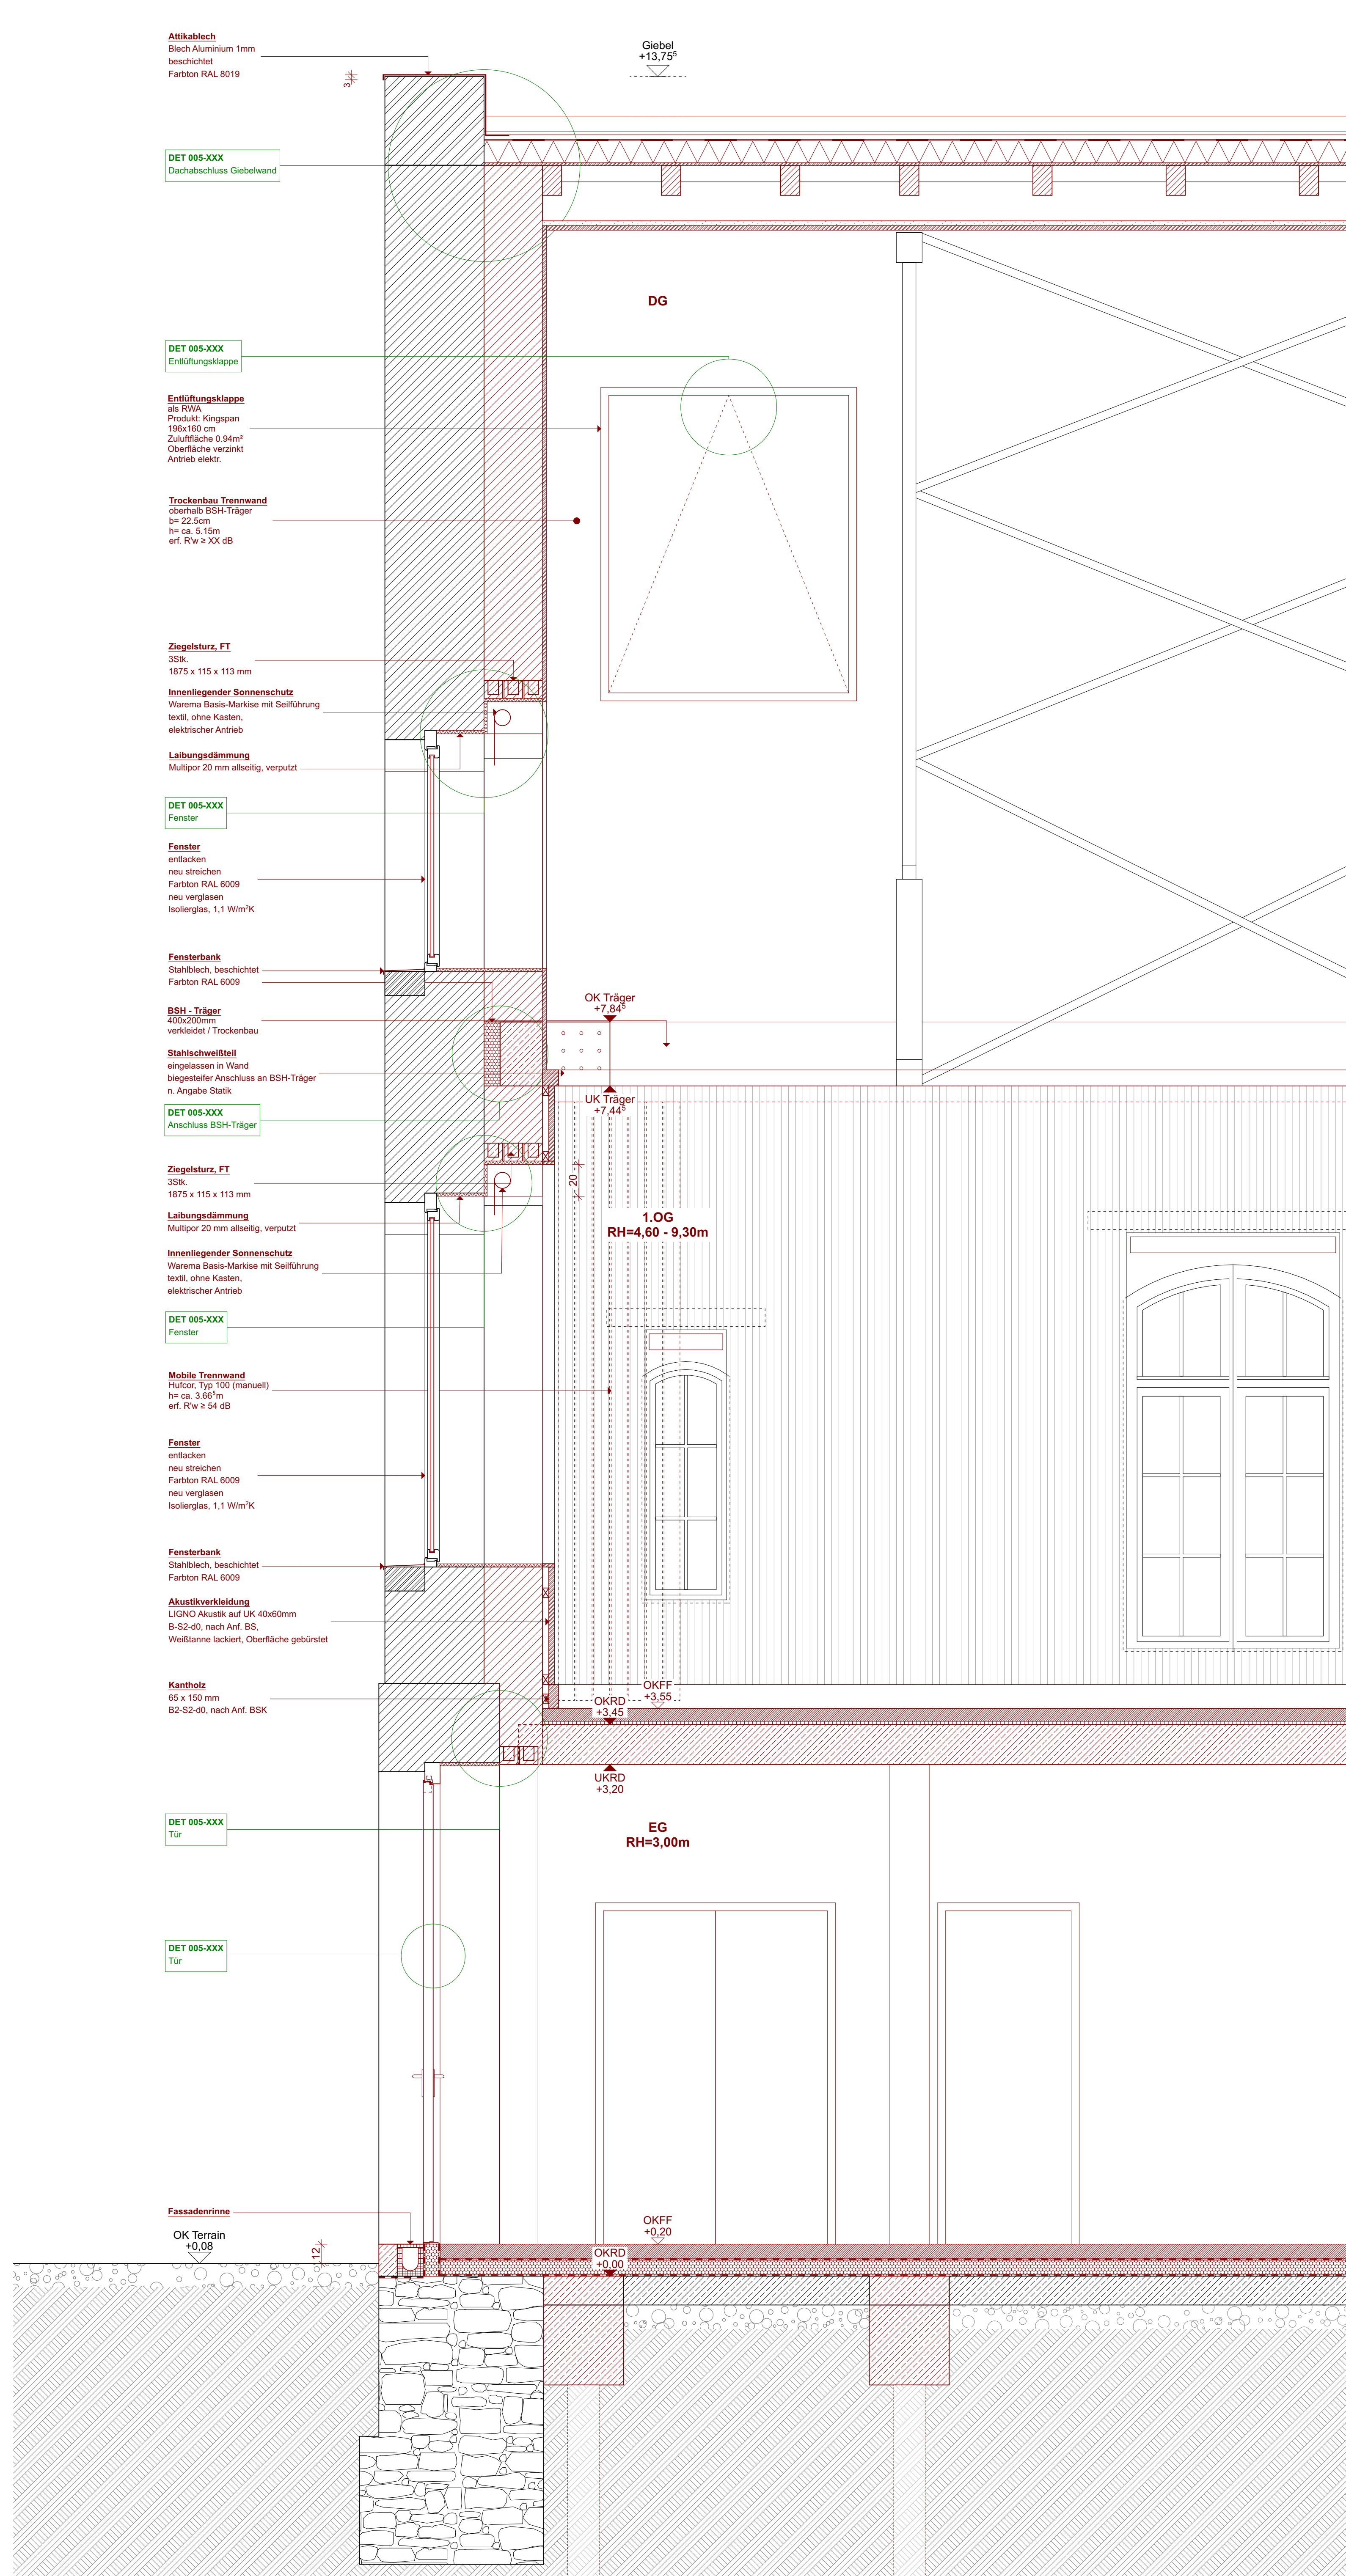 Attikablech
Blech Aluminium 1mm
beschichtet
Farbton RAL 8019
3
Giebel
+13,75⁵
DET 005-XXX
Dachabschluss Giebelwand
DG
DET 005-XXX
Entlüftungsklappe
Entlüftungsklappe
als RWA
Produkt: Kingspan
196x160 cm
Zuluftfläche 0.94m²
Oberfläche verzinkt
Antrieb elektr.
Trockenbau Trennwand
oberhalb BSH-Träger
b= 22.5cm
h= ca. 5.15m
erf. R'w ≥ XX dB
Ziegelsturz, FT
3Stk.
1875 x 115 x 113 mm
Innenliegender Sonnenschutz
Warema Basis-Markise mit Seilführung
textil, ohne Kasten,
elektrischer Antrieb
Laibungsdämmung
Multipor 20 mm allseitig, verputzt
DET 005-XXX
Fenster
Fenster
entlacken
neu streichen
Farbton RAL 6009
neu verglasen
Isolierglas, 1,1 W/m²K
Fensterbank
Stahlblech, beschichtet
Farbton RAL 6009
OK Träger
+7,84⁵
BSH - Träger
400x200mm
verkleidet / Trockenbau
Stahlschweißteil
eingelassen in Wand
biegesteifer Anschluss an BSH-Träger
n. Angabe Statik
UK Träger
+7,44⁵
DET 005-XXX
Anschluss BSH-Träger
Ziegelsturz, FT
3Stk.
1875 x 115 x 113 mm
20
Laibungsdämmung
Multipor 20 mm allseitig, verputzt
1.OG
RH=4,60 - 9,30m
Innenliegender Sonnenschutz
Warema Basis-Markise mit Seilführung
textil, ohne Kasten,
elektrischer Antrieb
DET 005-XXX
Fenster
Mobile Trennwand
Hufcor, Typ 100 (manuell)
h= ca. 3.66⁵m
erf. R'w ≥ 54 dB
Fenster
entlacken
neu streichen
Farbton RAL 6009
neu verglasen
Isolierglas, 1,1 W/m²K
Fensterbank
Stahlblech, beschichtet
Farbton RAL 6009
Akustikverkleidung
LIGNO Akustik auf UK 40x60mm
B-S2-d0, nach Anf. BS,
Weißtanne lackiert, Oberfläche gebürstet
Kantholz
65 x 150 mm
B2-S2-d0, nach Anf. BSK
OKFF
+3,55
OKRD
+3,45
UKRD
+3,20
EG
RH=3,00m
DET 005-XXX
Tür
DET 005-XXX
Tür
Fassadenrinne
OK Terrain
+0,08
12
OKFF
+0,20
OKRD
+0,00